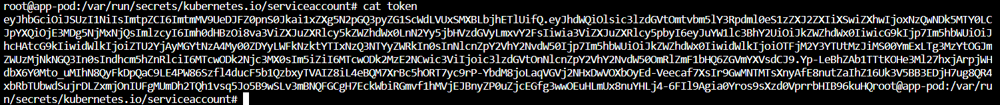 root@app-pod:/var/run/secrets/kubernetes.io/serviceaccount# cat token
eyJhbGciOiJSUzI1NiIsImtpZCI6ImtmMV9UeDJFZ0pnS0Jkai1xZXg5N2pGQ3pyZG1ScWdLVUxSMXBLbjhETlUifQ.eyJhdWQiOlsic3lzdGVtOmtvbm5lY3Rpdml0eS1zZXJ2ZXIiXSwiZXhwIjoxNzQwNDk5MTY0LC
JpYXQiOjE3MDg5NjMxNjQsImlzcyI6Imh0dHBzOi8va3ViZXJuZXRlcy5kZWZhdWx0LnN2Yy5jbHVzdGVyLmxvY2FsIiwia3ViZXJuZXRlcy5pbyI6eyJuYW1lc3BhY2UiOiJkZWZhdWx0IiwicG9kIjp7Im5hbWUiOiJ
hcHAtcG9kIiwidWlkIjoiZTU2YjAyMGYtNzA4My00ZDYyLWFkNzktYTIxNzQ3NTYyZWRkIn0sInNlcnZpY2VhY2NvdW50Ijp7Im5hbWUiOiJkZWZhdWx0IiwidWlkIjoiOTFjM2Y3YTUtMzJiMS00YmExLTg3MzYtOGJm
ZWUzMjNkNGQ3In0sIndhcm5hZnRlciI6MTcwODk2Njc3MX0sIm5iZiI6MTcwODk2MzE2NCwic3ViIjoic3lzdGVtOnNlcnZpY2VhY2NvdW50OmRlZmF1bHQ6ZGVmYXVsdCJ9.Yp-LeBhZAb1TTtKOHe3Ml27hxjArpjWH
dbX6Y0Mto_uMIhN8QyFkDpQaC9LE4PW86Szfl4ducF5b1QzbxyTVAIZ8iL4eBQM7XrBc5hORT7yc9rP-YbdM8joLaqVGVj2NHxDwVOXbOyEd-Veecaf7XsIr9GwMNTMTsXnyAfE8nutZaIhZ16Uk3V5BB3EDjH7ug8QR4
xbRbTUbwdSujrDLZxmjOnIUFgMUmDh2TQh1vsq5Jo5B9wSLv3mBNQFGCgH7EckWbiRGmvf1hMVjEJBnyZP0uZjcEGfg3wwOEuHLmUx8nuYHLj4-6FIl9Agia0Yros9sXzd0VprrbHIB96kuHQroot@app-pod:/var/ru
n/secrets/kubernetes.io/serviceaccount#